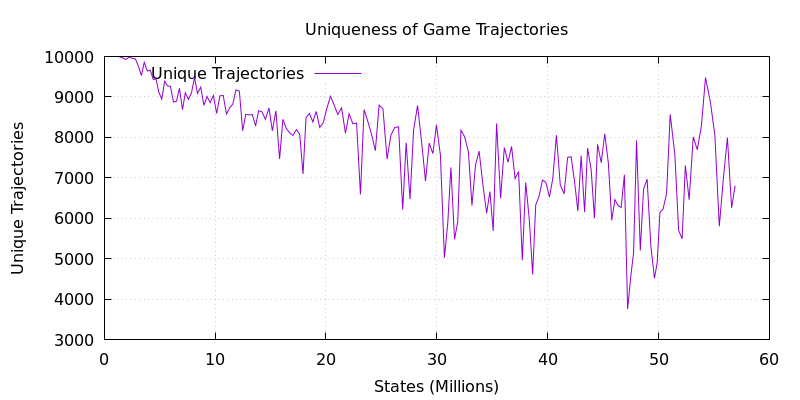 Uniqueness of Game Trajectories
Unique Trajectories
Unique Trajectories
10000
9000
8000
7000
6000
5000
4000
3000
0 10 20 30 40 50 60
States (Millions)